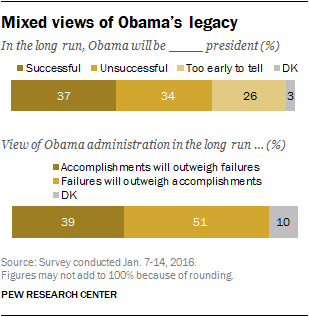 Mixed views of Obama's legacy
In the long run, Obama will be _____ president (%)
Successful Unsuccessful Too early to tell DK
37 34 26 3
View of Obama administration in the long run ... (%)
Accomplishments will outweigh failures
Failures will outweigh accomplishments
DK
39 51 10
Source: Survey conducted Jan. 7-14, 2016.
Figures may not add to 100% because of rounding.
PEW RESEARCH CENTER